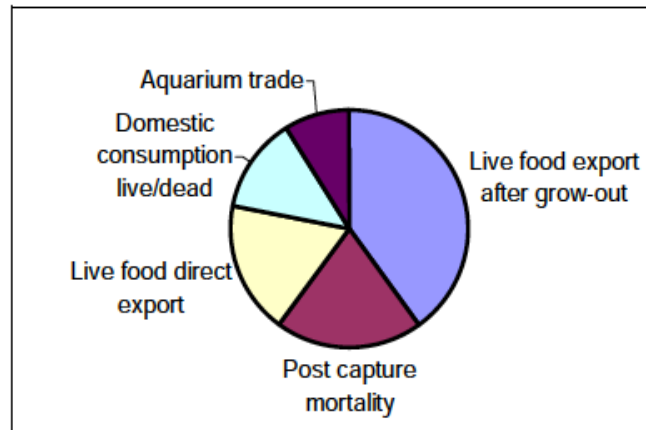 Aquarium trade
Domestic
consumption
live/dead
Live food export
after grow-out
Live food direct
export
Post capture
mortality